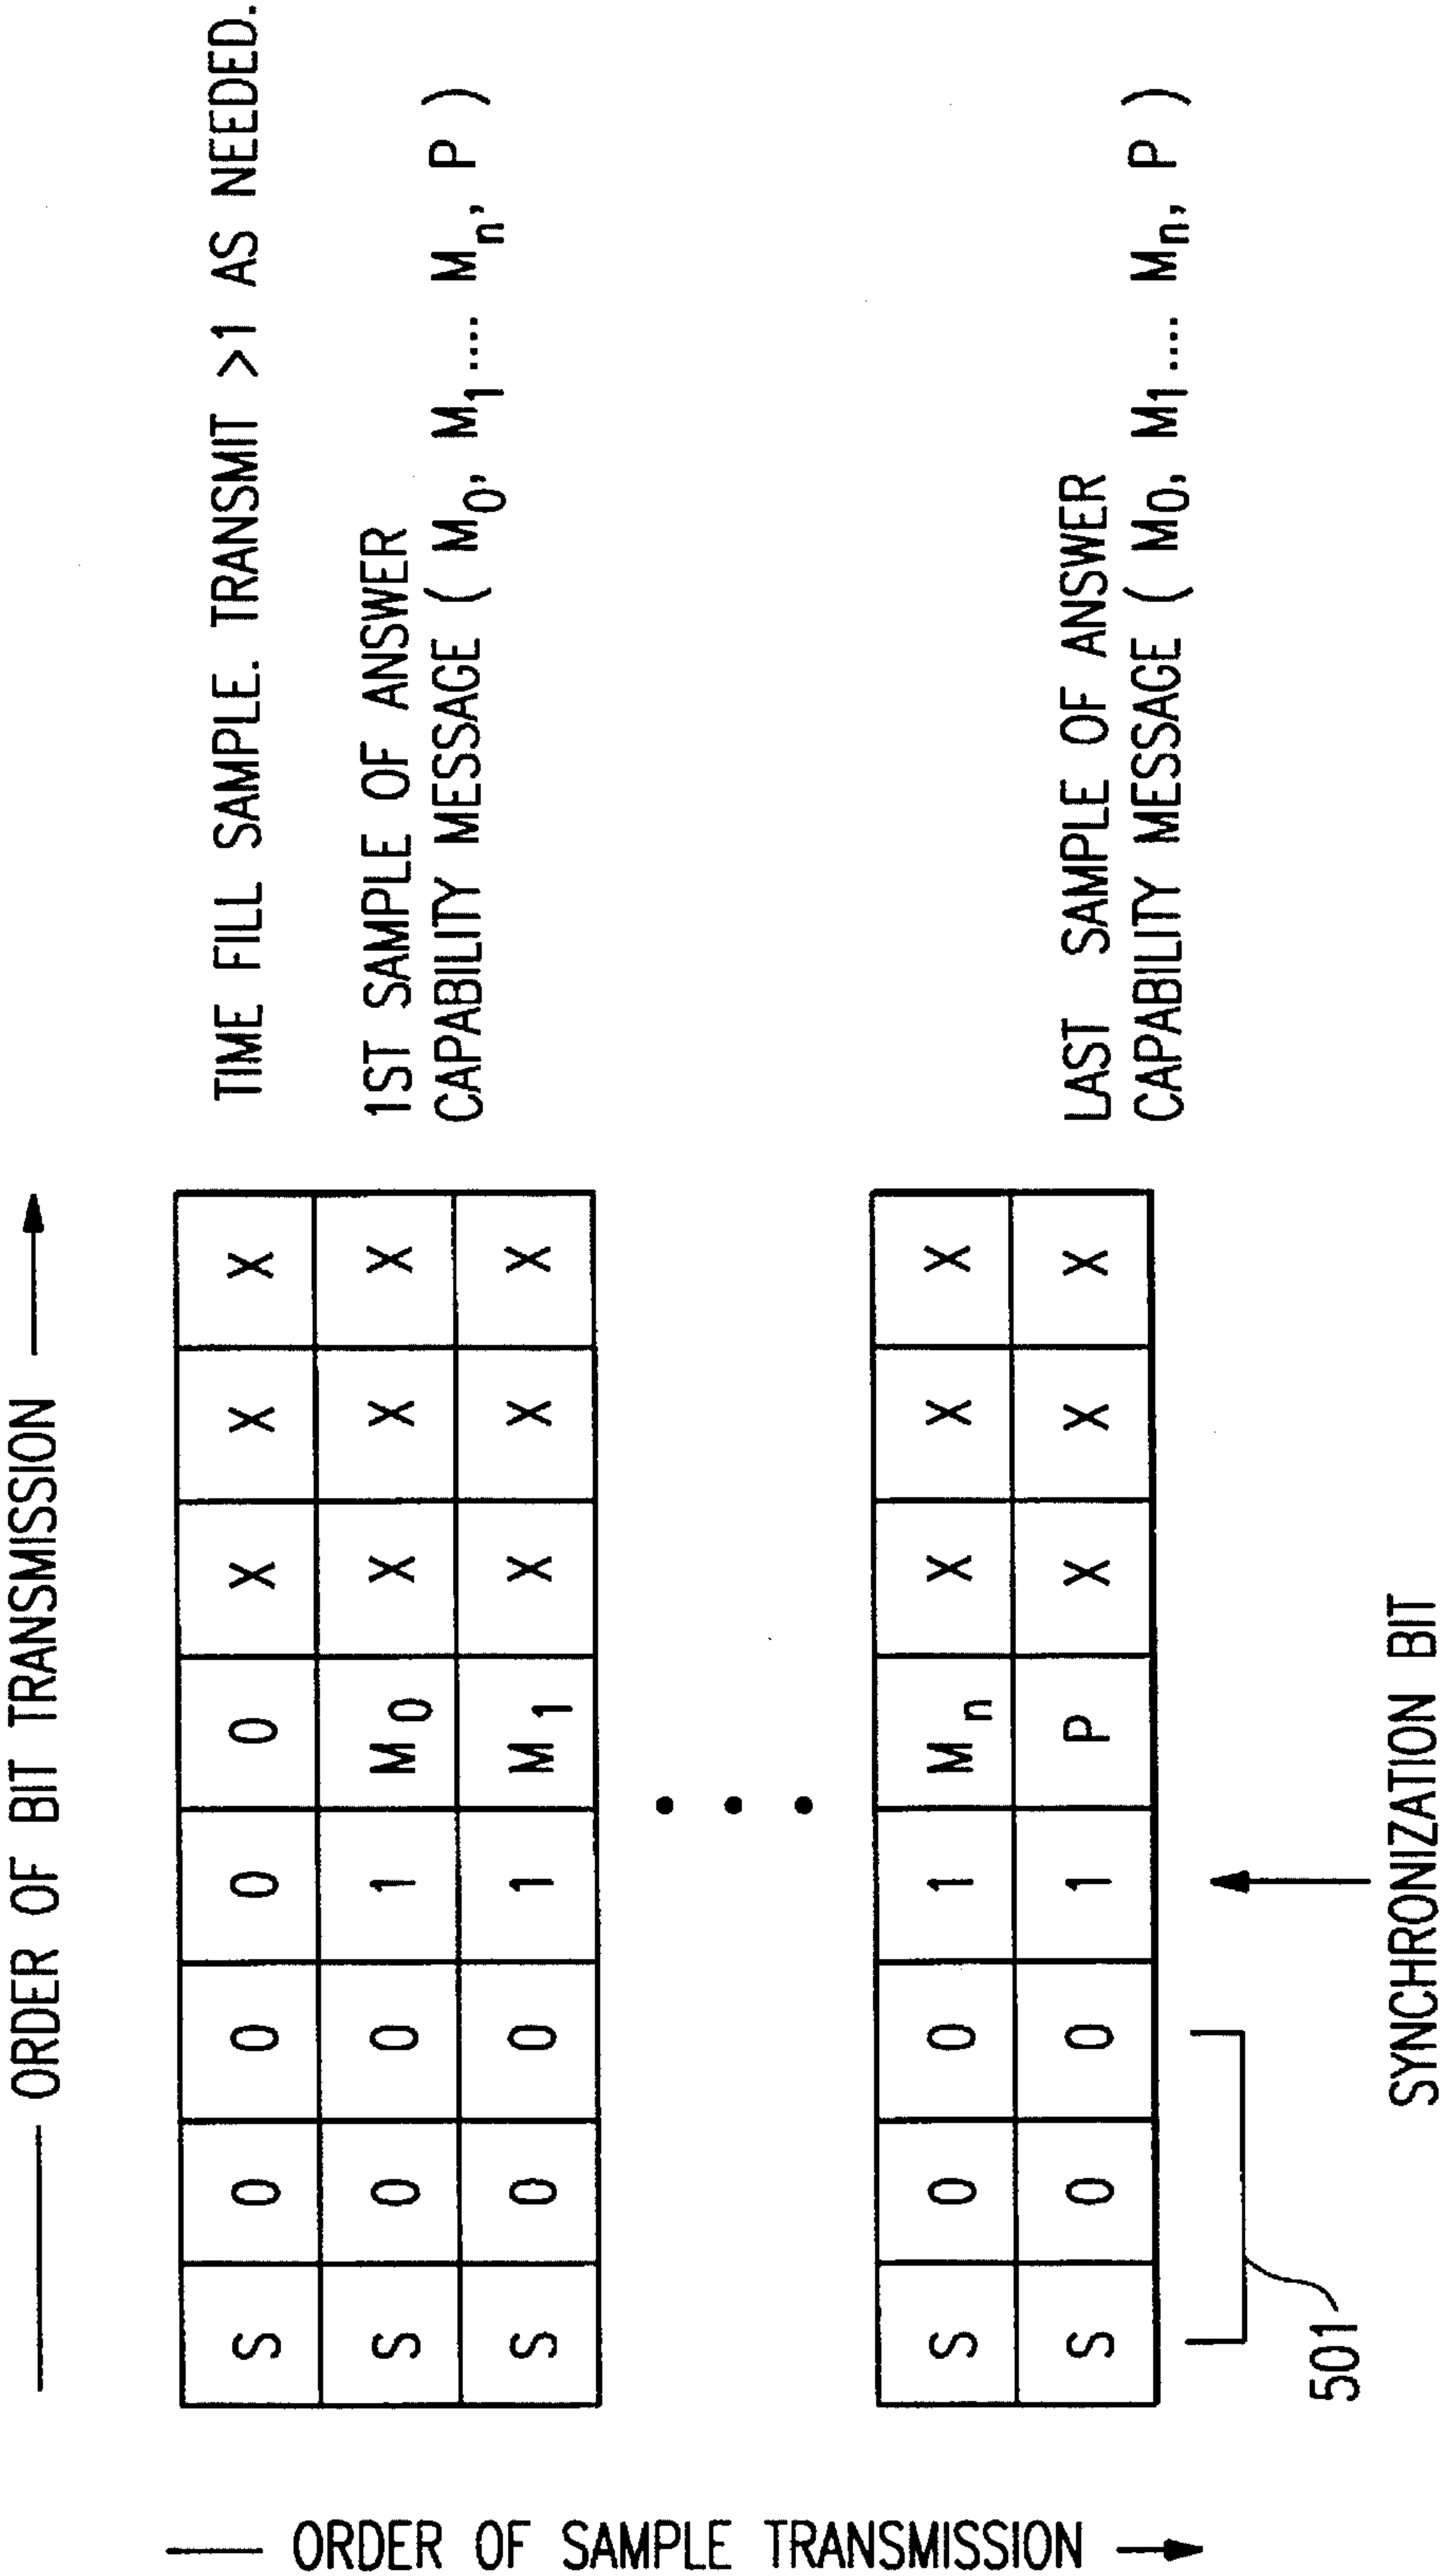 ORDER OF BIT TRANSMISSION
S 0 0 0 0 X X X
TIME FILL SAMPLE. TRANSMIT >1 AS NEEDED.
S 0 0 1 M0 X X X
1ST SAMPLE OF ANSWER
CAPABILITY MESSAGE ( M0, M1 .... Mn, P )
S 0 0 1 M1 X X X
S 0 0 1 Mn X X X
S 0 0 1 P X X X
LAST SAMPLE OF ANSWER
CAPABILITY MESSAGE ( M0, M1 .... Mn, P )
501
SYNCHRONIZATION BIT
ORDER OF SAMPLE TRANSMISSION